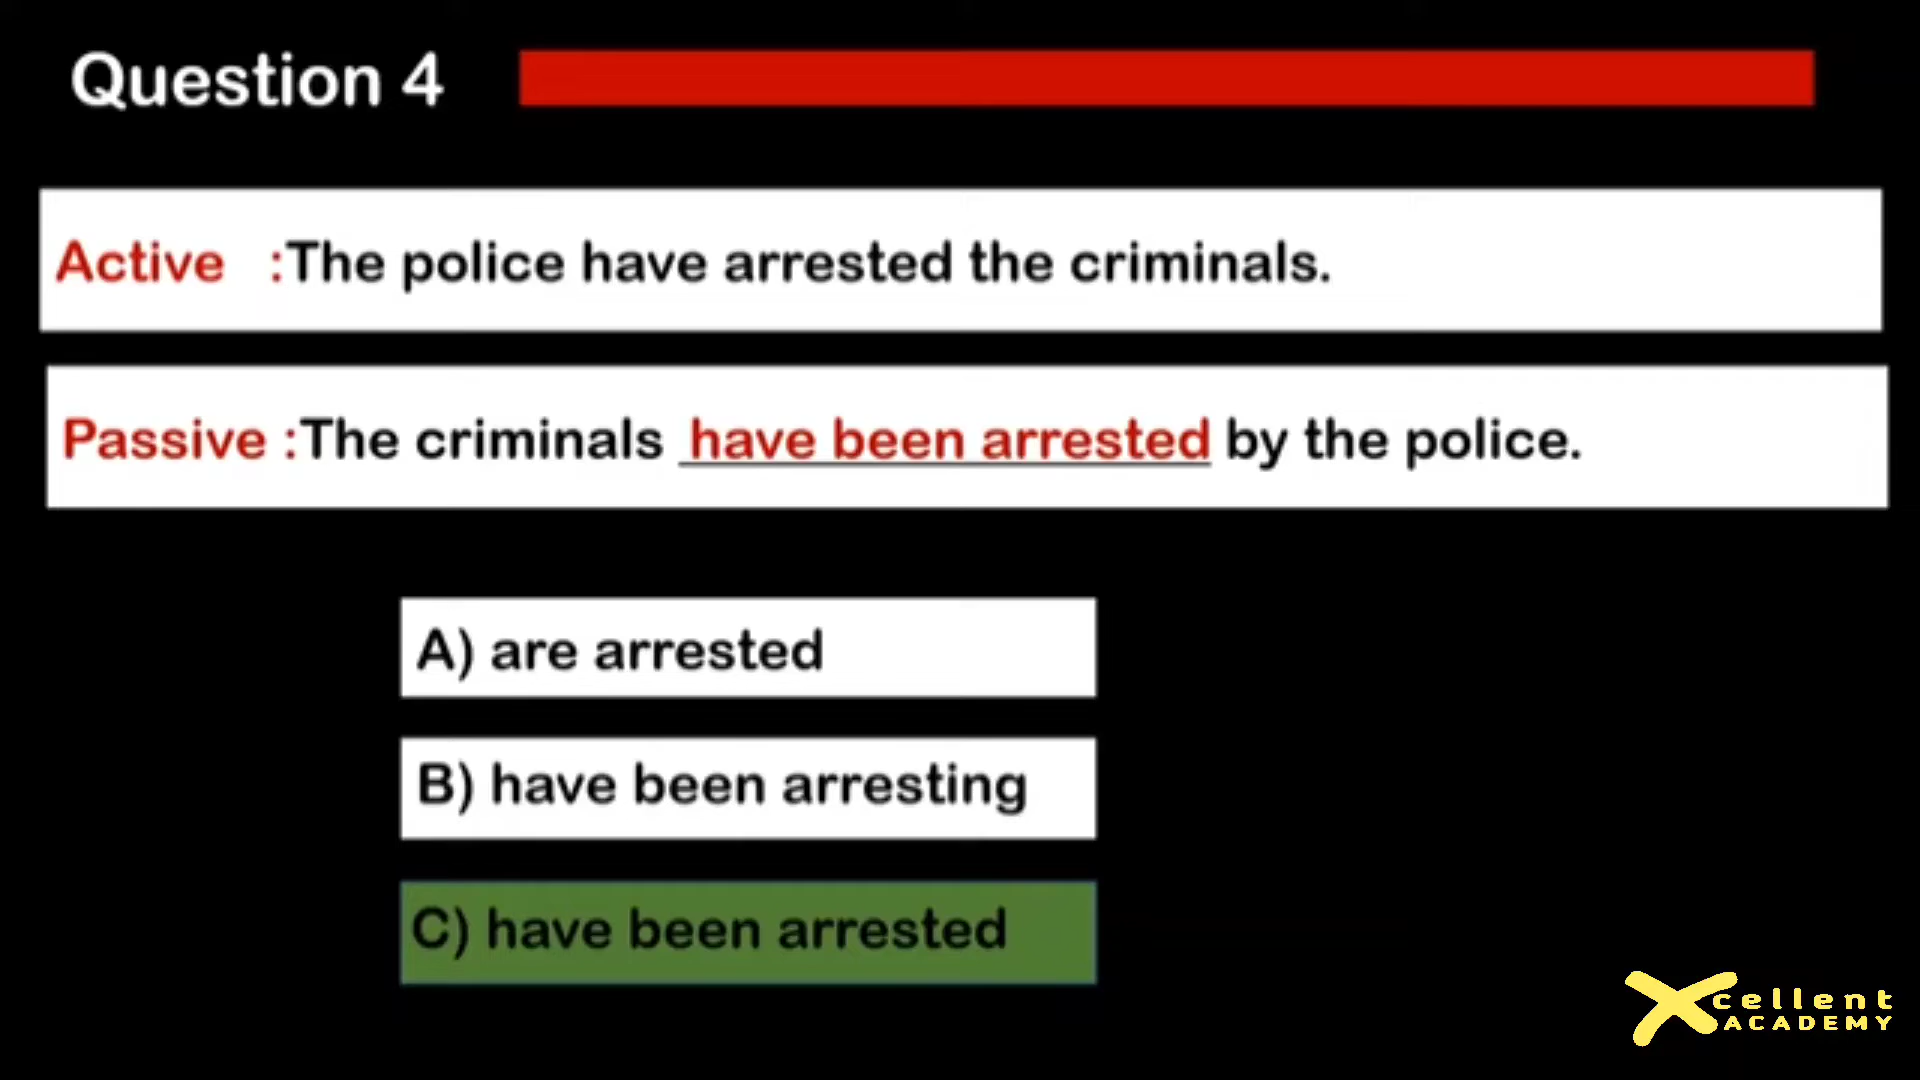 Question 4
Active :The police have arrested the criminals.
Passive :The criminals have been arrested by the police.
A) are arrested
B) have been arresting
C) have been arrested
Xcellent
ACADEMY